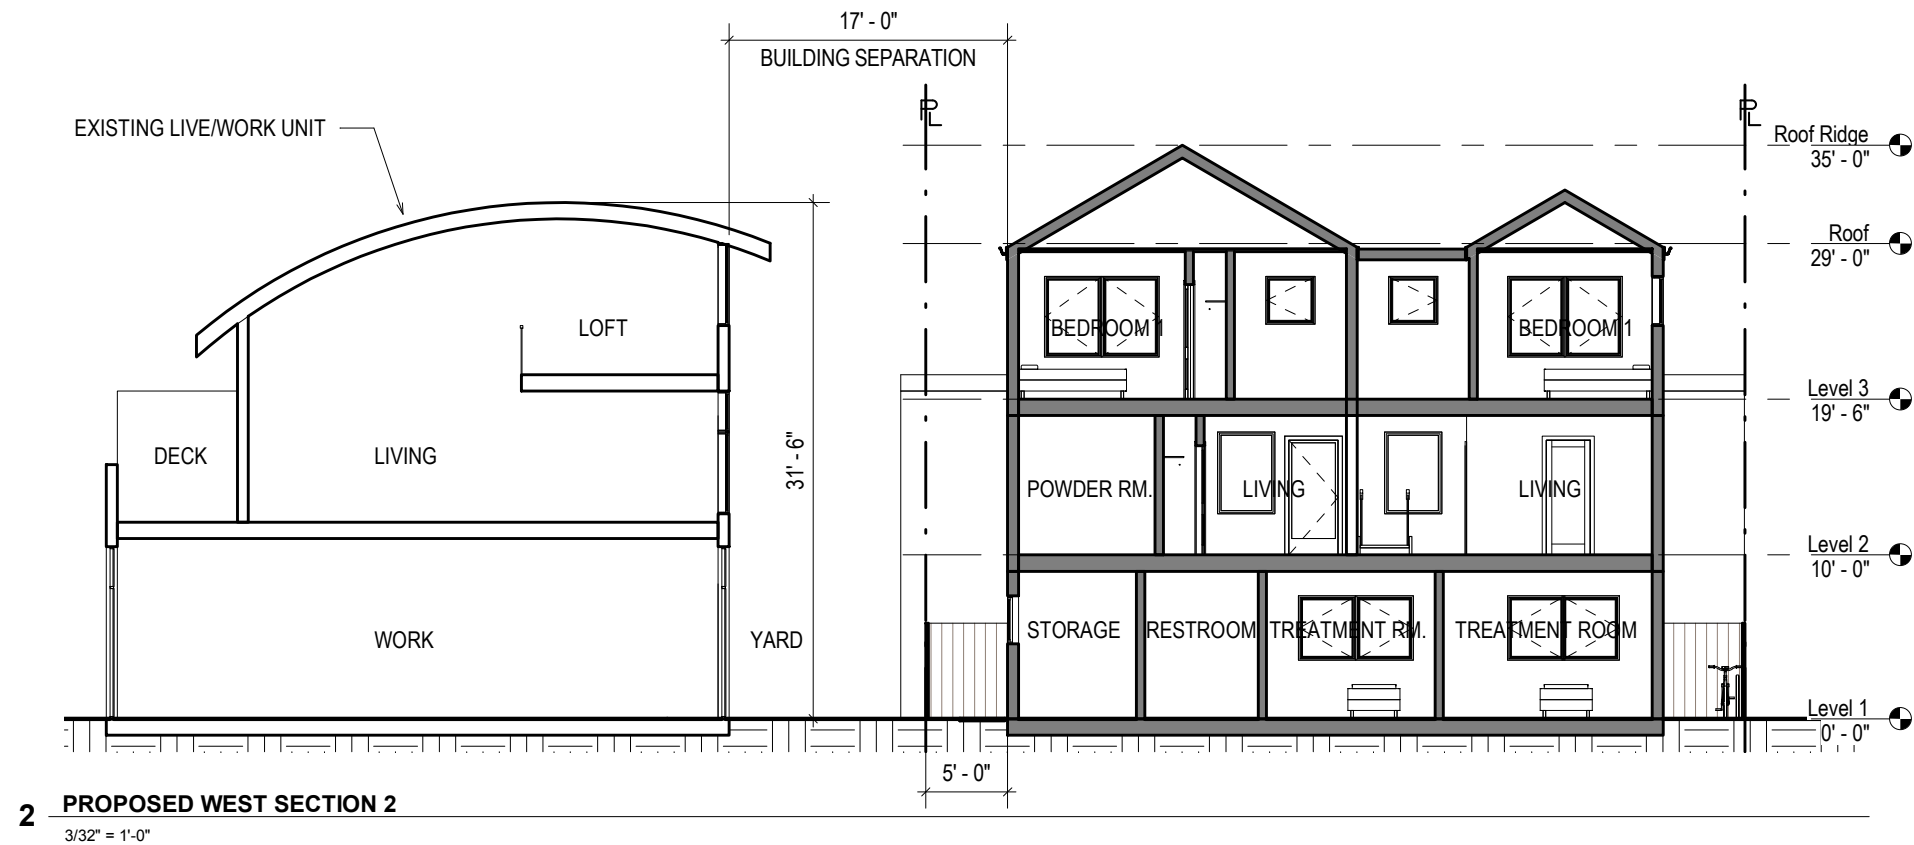 17' - 0"
BUILDING SEPARATION
PL
PL
EXISTING LIVE/WORK UNIT
Roof Ridge
35' - 0"
Roof
29' - 0"
LOFT
BEDROOM 1
BEDROOM 1
Level 3
19' - 6"
31' - 6"
DECK
LIVING
POWDER RM.
LIVING
LIVING
Level 2
10' - 0"
WORK
YARD
STORAGE
RESTROOM
TREATMENT RM.
TREATMENT ROOM
Level 1
0' - 0"
5' - 0"
2
PROPOSED WEST SECTION 2
3/32" = 1'-0"